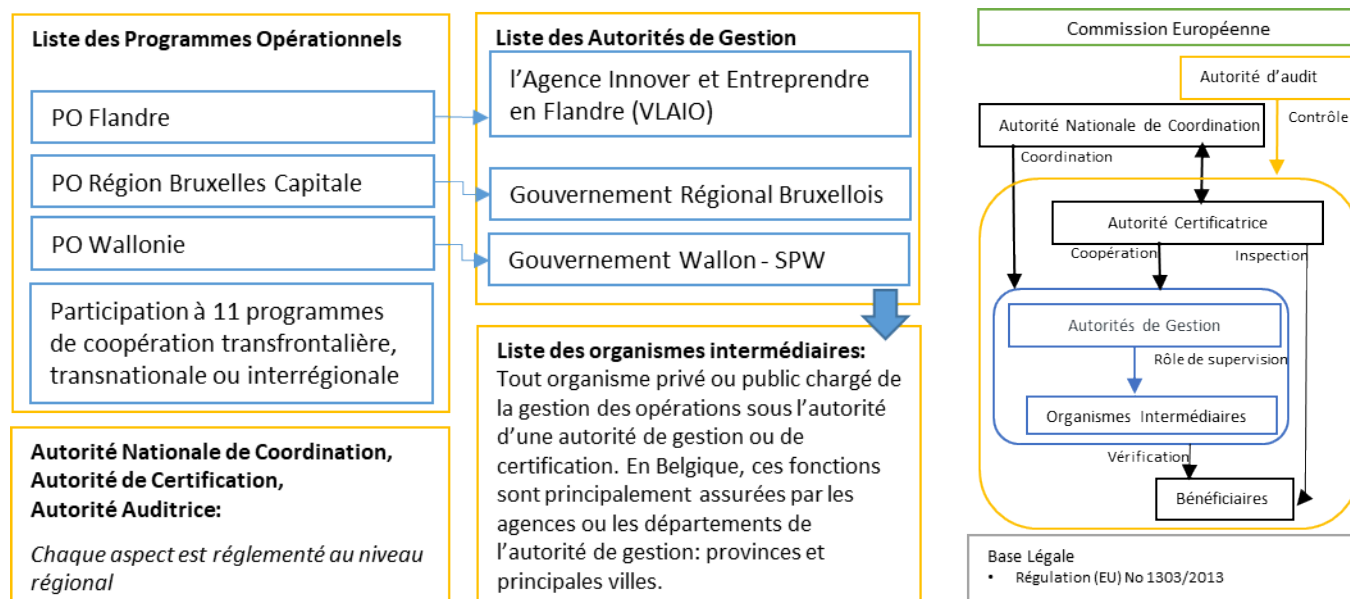 Liste des Programmes Opérationnels
PO Flandre
PO Région Bruxelles Capitale
PO Wallonie
Participation à 11 programmes
de coopération transfrontalière,
transnationale ou interrégionale
Autorité Nationale de Coordination,
Autorité de Certification,
Autorité Auditrice:
Chaque aspect est réglementé au niveau
régional
Liste des Autorités de Gestion
l’Agence Innover et Entreprendre
en Flandre (VLAIO)
Gouvernement Régional Bruxellois
Gouvernement Wallon - SPW
Liste des organismes intermédiaires:
Tout organisme privé ou public chargé de
la gestion des opérations sous l’autorité
d’une autorité de gestion ou de
certification. En Belgique, ces fonctions
sont principalement assurées par les
agences ou les départements de
l’autorité de gestion: provinces et
principales villes.
Commission Européenne
Autorité d’audit
Contrôle
Autorité Nationale de Coordination
Coordination
Autorité Certificatrice
Coopération
Inspection
Autorités de Gestion
Rôle de supervision
Organismes Intermédiaires
Vérification
Bénéficiaires
Base Légale
• Régulation (EU) No 1303/2013